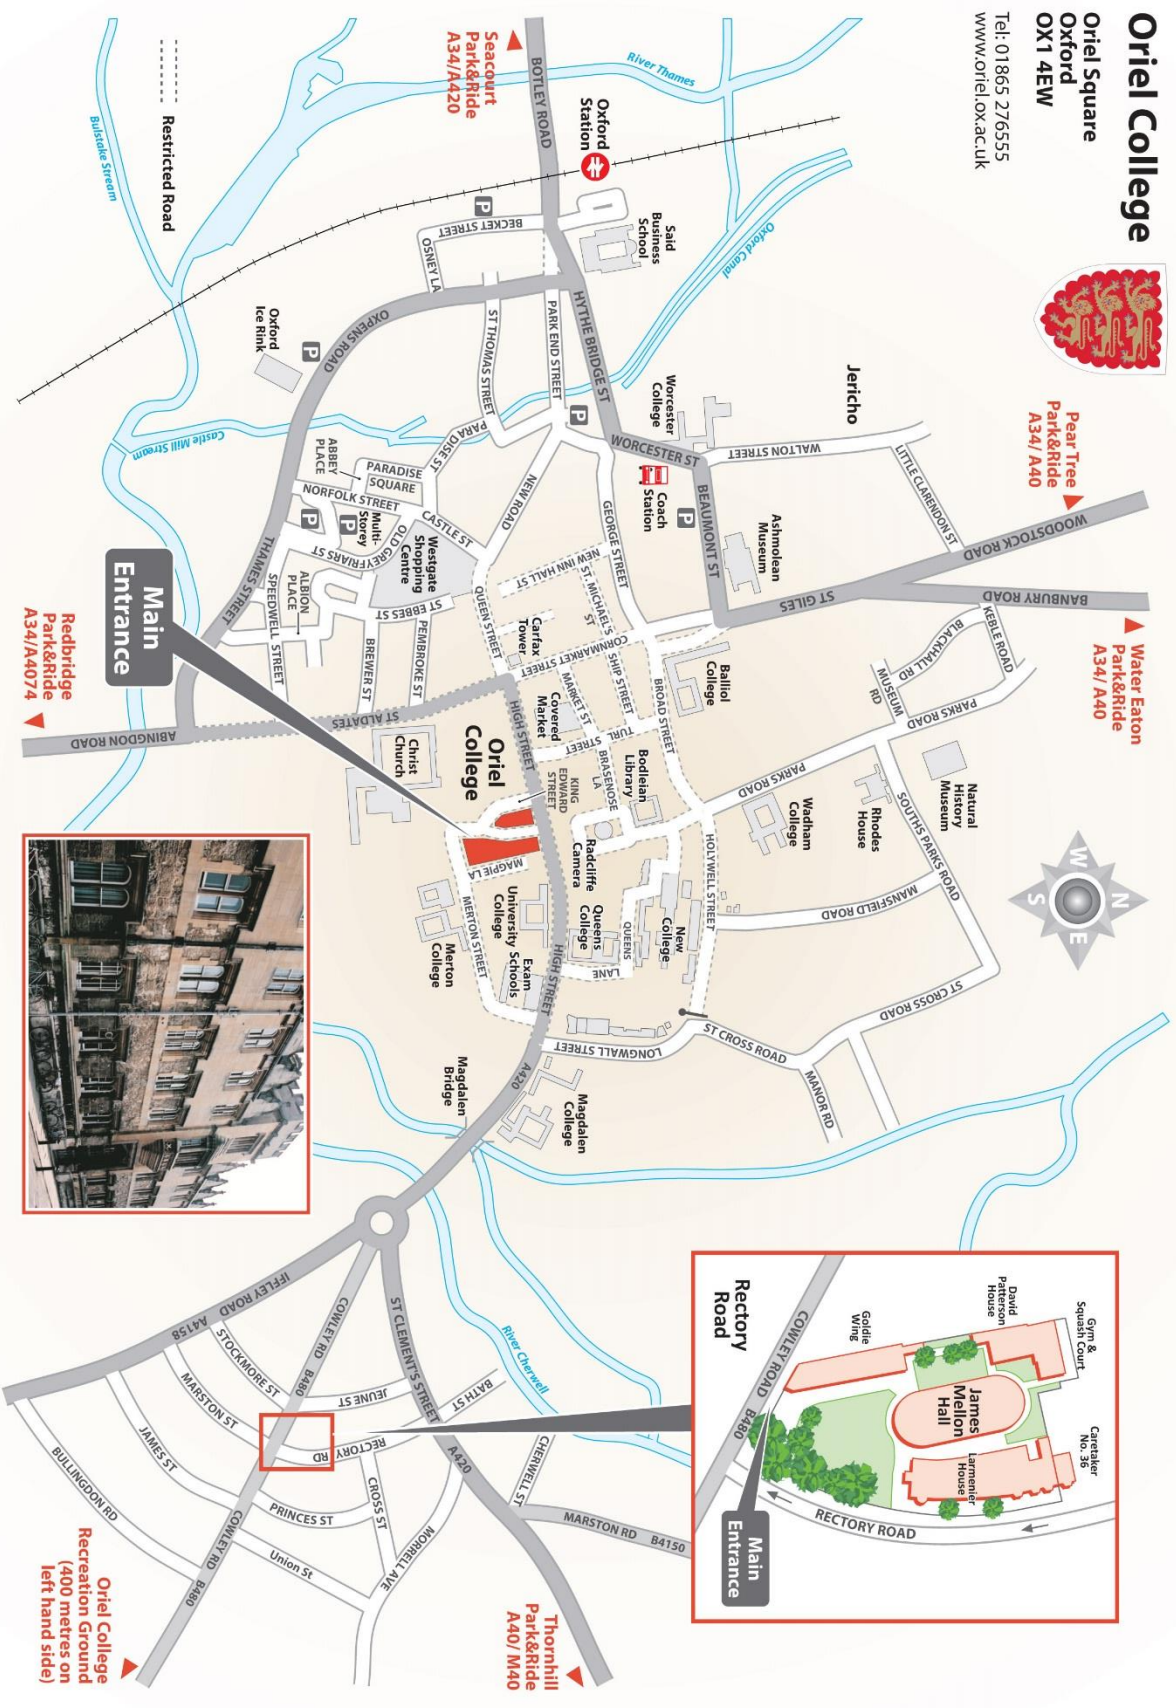 Oriel College
Oriel Square
Oxford
OX1 4EW
Tel: 01865 276555
www.oriel.ox.ac.uk
Pear Tree
Park&Ride
A34/ A40
Water Eaton
Park&Ride
A34/ A40
N
E
S
W
WOODSTOCK ROAD
BANBURY ROAD
Jericho
LITTLE CLARENDON ST
WALTON STREET
KEBLE ROAD
BLACKHALL RD
MUSEUM
RD
PARKS ROAD
PARKS ROAD
Natural
History
Museum
SOUTHS PARKS ROAD
Rhodes
House
MANSFIELD ROAD
ST CROSS ROAD
ST CROSS ROAD
MANOR RD
ST GILES
Oxford Canal
River Thames
Said
Business
School
Worcester
College
Ashmolean
Museum
BEAUMONT ST
WORCESTER ST
Coach
Station
P
Balliol
College
Wadham
College
HOLYWELL STREET
BROAD STREET
Bodleian
Library
New
College
QUEENS
LANE
Queens
College
Radcliffe
Camera
BRASENOSE
LA
TURL STREET
SHIP STREET
ST. MICHAEL'S
ST
MARKET ST
CORNMARKET STREET
NEW INN HALL ST
GEORGE STREET
Oxford
Station
BOTLEY ROAD
Seacourt
Park&Ride
A34/A420
HYTHE BRIDGE ST
PARK END STREET
P
BECKET STREET
P
OSNEY LA
ST THOMAS STREET
NEW ROAD
Carfax
Tower
Covered
Market
KING
EDWARD
STREET
HIGH STREET
HIGH STREET
University
College
Exam
Schools
LONGWALL STREET
Magdalen
College
A420
Magdalen
Bridge
QUEEN STREET
CASTLE ST
PARADISE ST
PARADISE
SQUARE
ABBEY
PLACE
NORFOLK STREET
Multi-
Storey
P
P
OLD GREYFRIARS ST
Westgate
Shopping
Centre
ST EBBES ST
PEMBROKE ST
BREWER ST
ALBION
PLACE
SPEEDWELL STREET
THAMES STREET
OXPENS ROAD
P
Oxford
Ice Rink
Castle Mill Stream
Bulstake Stream
Restricted Road
Oriel
College
MAGPIE LA
MERTON STREET
Merton
College
Christ
Church
ST ALDATES
ABINGDON ROAD
Redbridge
Park&Ride
A34/A4074
Main
Entrance
River Cherwell
IFFLEY ROAD
A4158
COWLEY RD
B480
ST CLEMENT'S STREET
STOCKMORE ST
MARSTON ST
JEUNE ST
BATH ST
RECTORY RD
JAMES ST
BULLINGDON RD
PRINCES ST
CROSS ST
Union St
MORRELL AVE
COWLEY RD
B480
A420
CHERWELL ST
MARSTON RD
B4150
Thornhill
Park&Ride
A40/ M40
Oriel College
Recreation Ground
(400 metres on
left hand side)
Rectory
Road
COWLEY ROAD
B480
Goldie
Wing
David
Patterson
House
Gym &
Squash Court
James
Mellon
Hall
Larmenier
House
Caretaker
No. 36
RECTORY ROAD
Main
Entrance